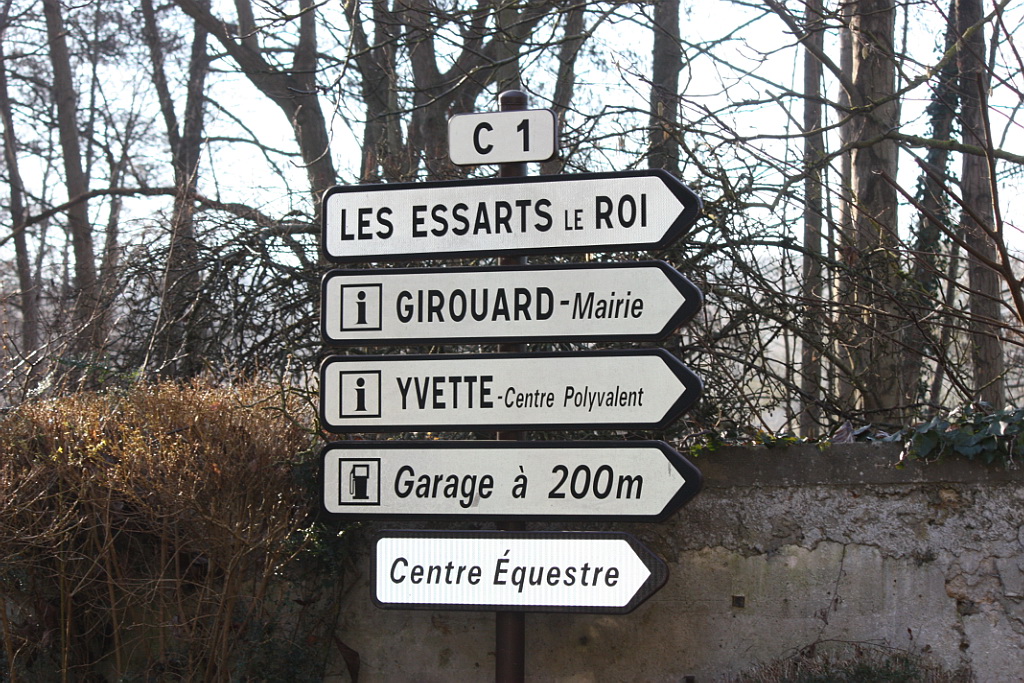 C 1
LES ESSARTS LE ROI
i GIROUARD - Mairie
i YVETTE - Centre Polyvalent
Garage à 200m
Centre Équestre